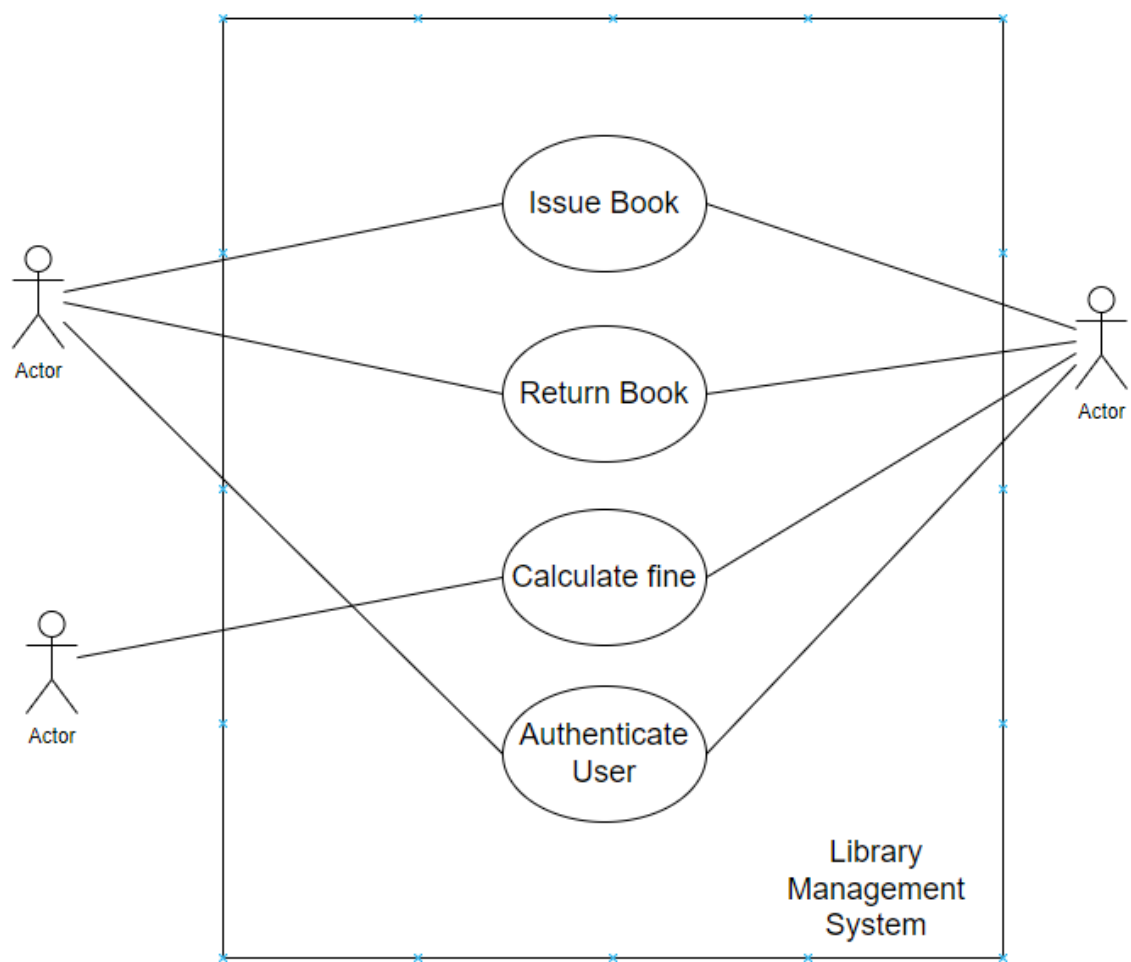 Issue Book
Actor
Return Book
Actor
Calculate fine
Actor
Authenticate
User
Library
Management
System